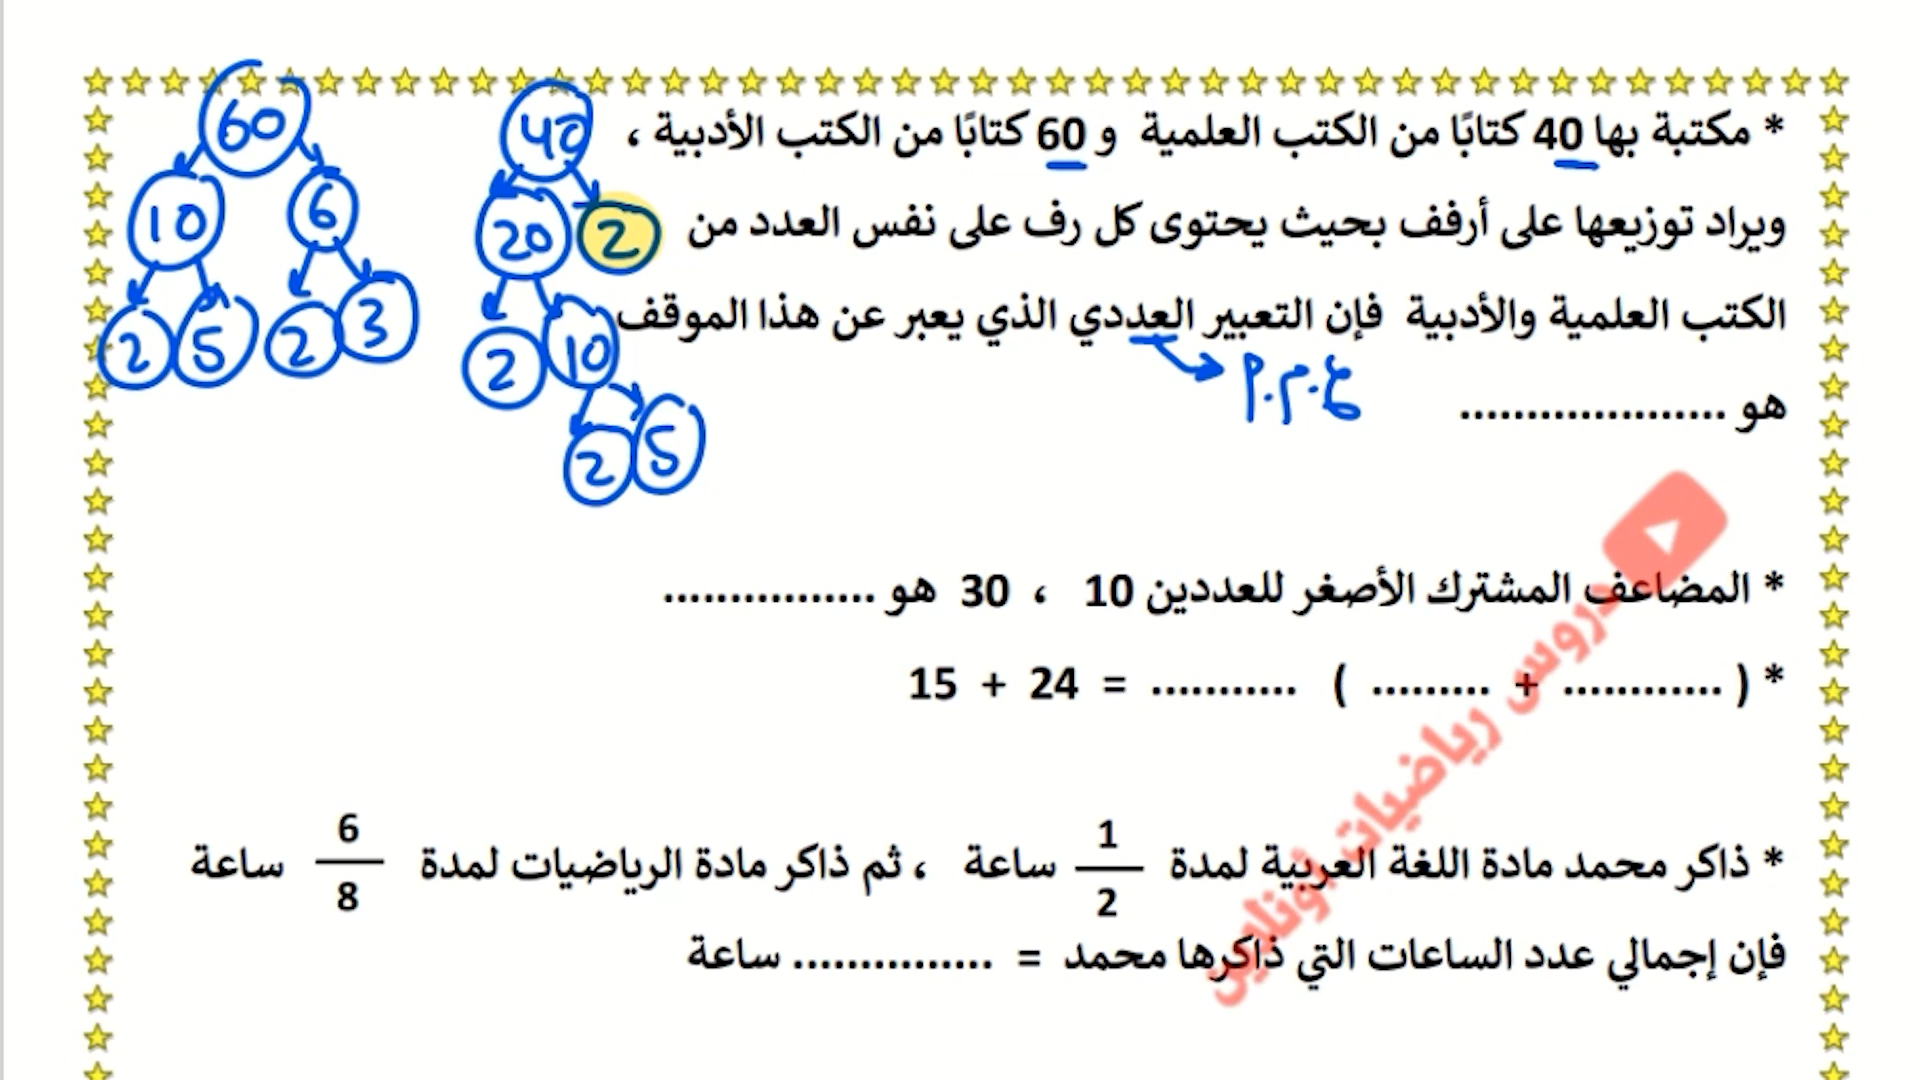 * مكتبة بها 40 كتابًا من الكتب العلمية و 60 كتابًا من الكتب الأدبية ،
ويراد توزيعها على أرفف بحيث يحتوى كل رف على نفس العدد من
الكتب العلمية والأدبية فإن التعبير العددي الذي يعبر عن هذا الموقف
هو ....................
ع.م.أ
60
10 6
2 5 2 3
40
20 2
2 10
2 5
* المضاعف المشترك الأصغر للعددين 10 ، 30 هو ................
* ( ............ + ......... ) ........... = 24 + 15
* ذاكر محمد مادة اللغة العربية لمدة 1/2 ساعة ، ثم ذاكر مادة الرياضيات لمدة 6/8 ساعة
فإن إجمالي عدد الساعات التي ذاكرها محمد = ............... ساعة
دروس رياضيات أونلاين